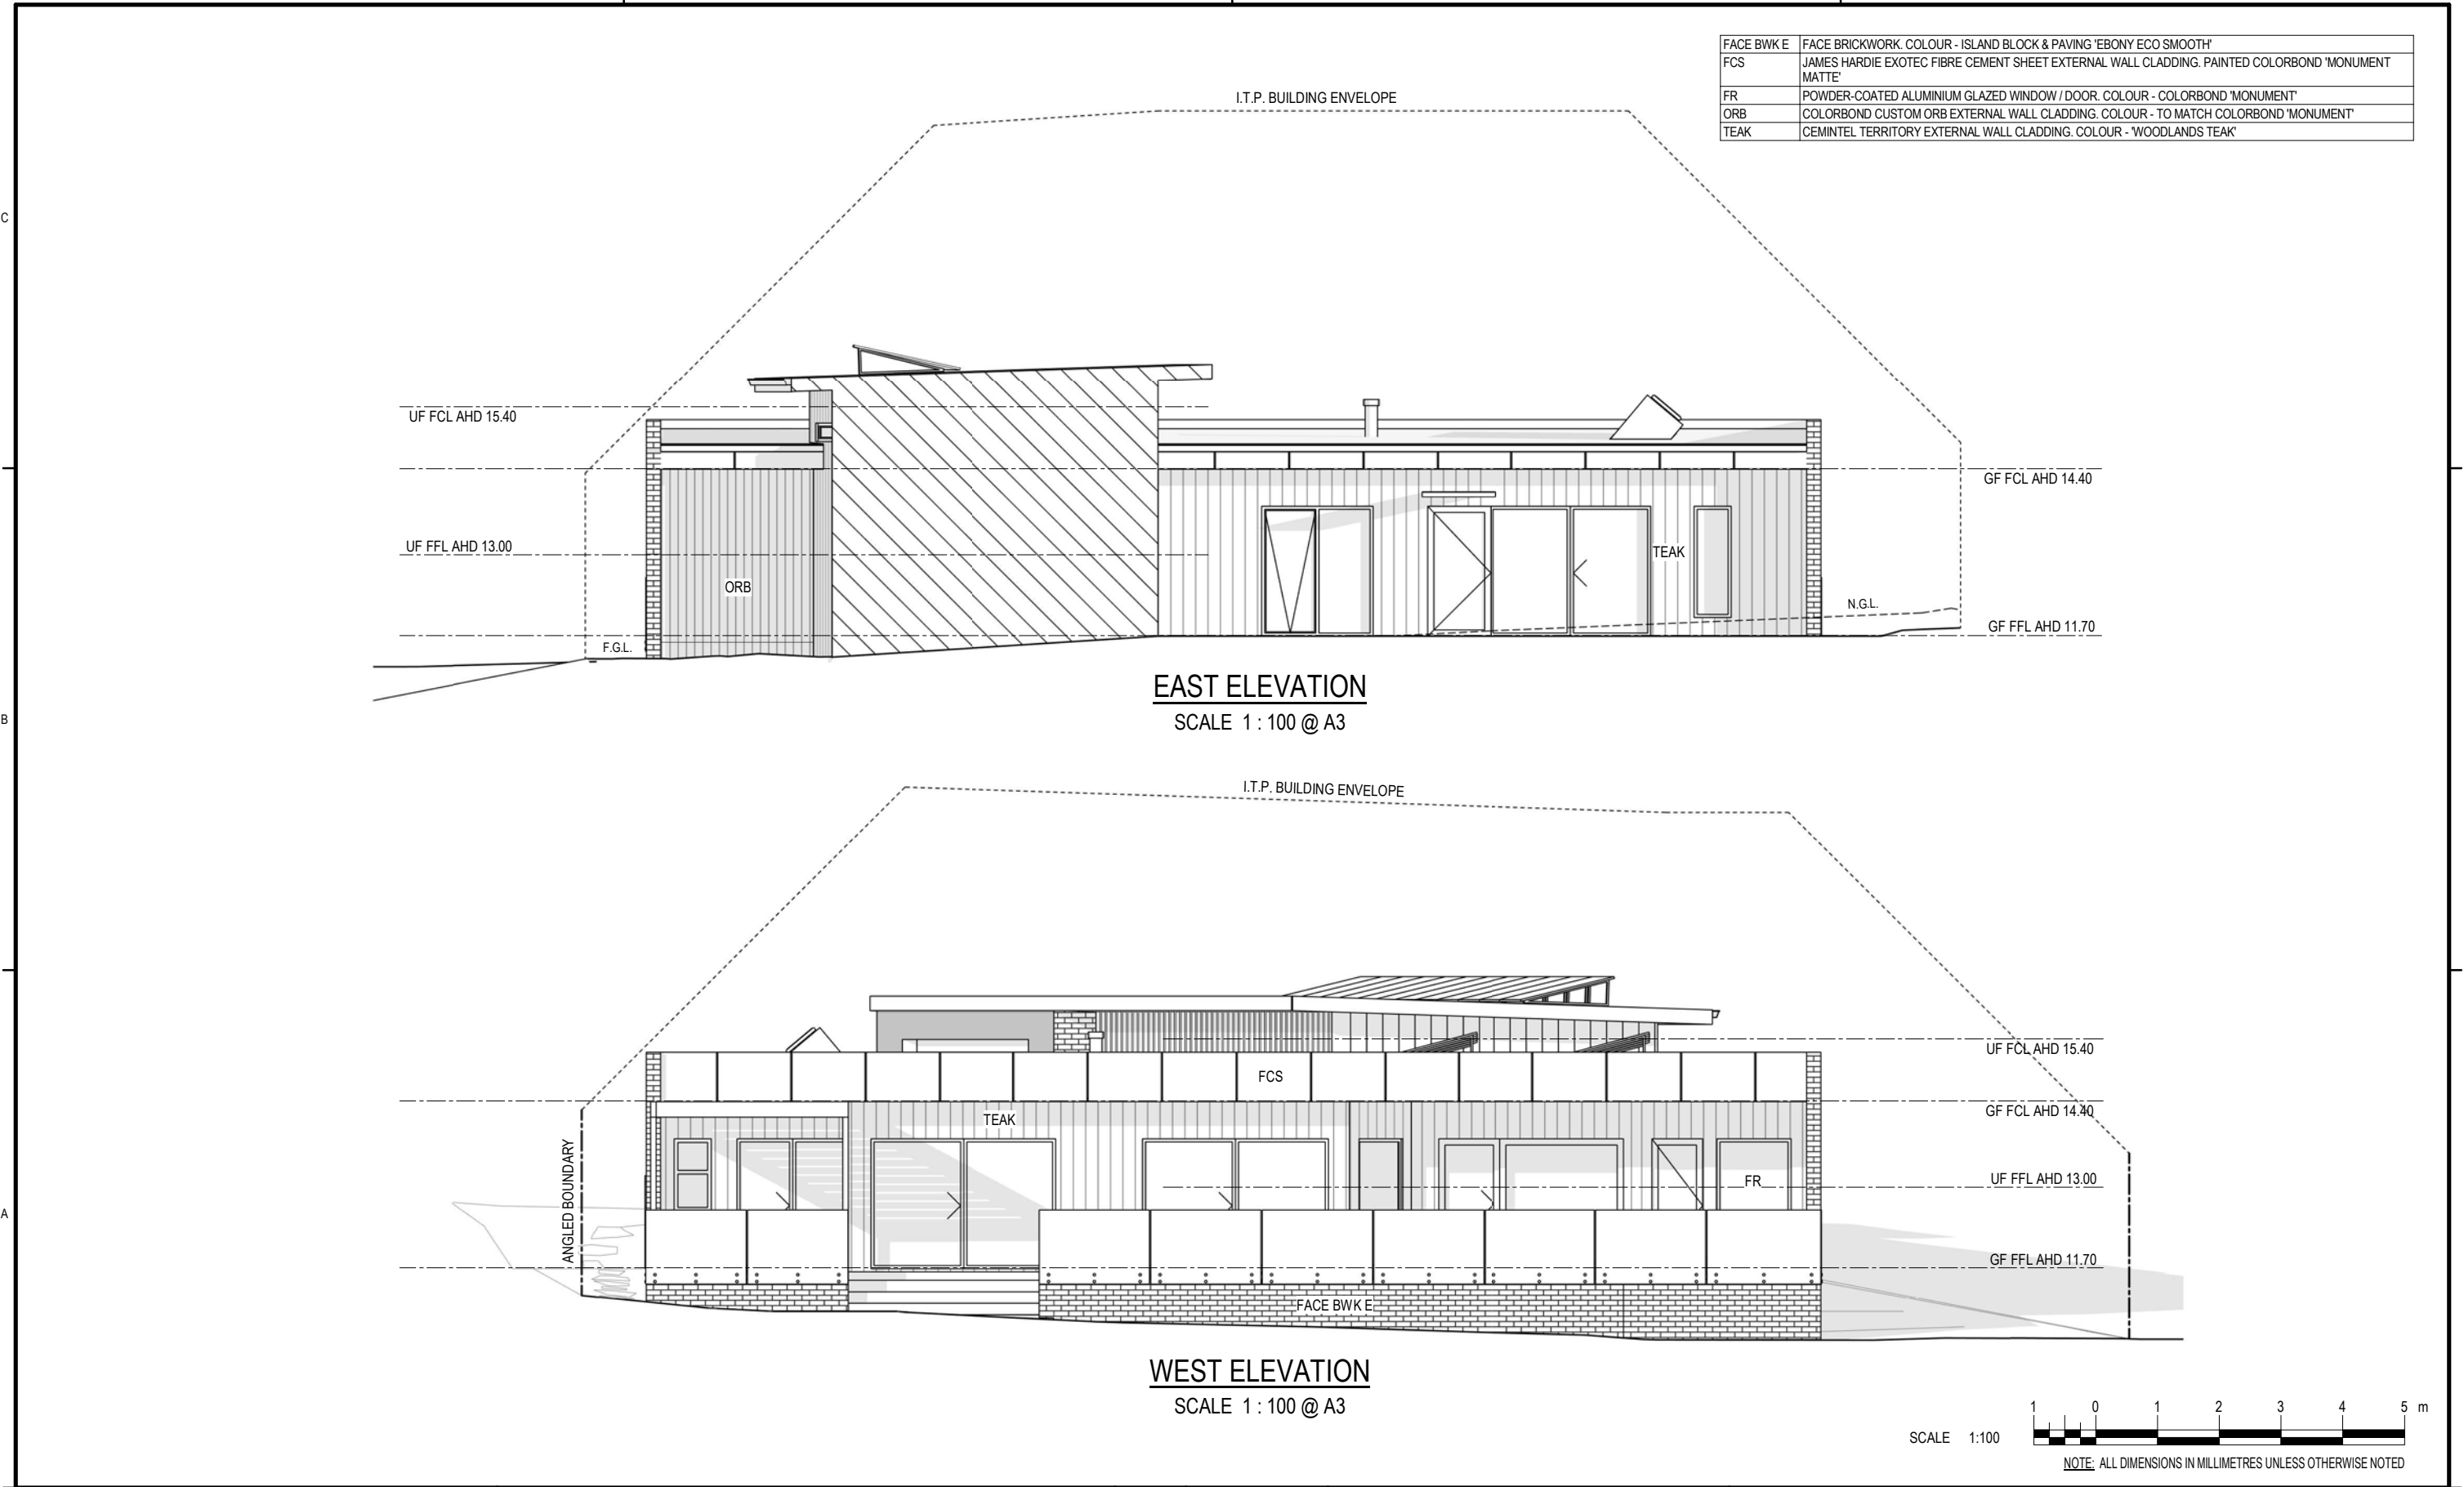 FACE BWK E FACE BRICKWORK. COLOUR - ISLAND BLOCK & PAVING 'EBONY ECO SMOOTH'
FCS JAMES HARDIE EXOTEC FIBRE CEMENT SHEET EXTERNAL WALL CLADDING. PAINTED COLORBOND 'MONUMENT
MATTE'
FR POWDER-COATED ALUMINIUM GLAZED WINDOW / DOOR. COLOUR - COLORBOND 'MONUMENT'
ORB COLORBOND CUSTOM ORB EXTERNAL WALL CLADDING. COLOUR - TO MATCH COLORBOND 'MONUMENT'
TEAK CEMINTEL TERRITORY EXTERNAL WALL CLADDING. COLOUR - 'WOODLANDS TEAK'
I.T.P. BUILDING ENVELOPE
C
UF FCL AHD 15.40
GF FCL AHD 14.40
UF FFL AHD 13.00
TEAK
ORB
N.G.L.
GF FFL AHD 11.70
F.G.L.
EAST ELEVATION
SCALE 1 : 100 @ A3
B
I.T.P. BUILDING ENVELOPE
UF FCL AHD 15.40
FCS
GF FCL AHD 14.40
TEAK
ANGLED BOUNDARY
FR
UF FFL AHD 13.00
A
GF FFL AHD 11.70
FACE BWK E
WEST ELEVATION
SCALE 1 : 100 @ A3
1 0 1 2 3 4 5 m
SCALE 1:100
NOTE: ALL DIMENSIONS IN MILLIMETRES UNLESS OTHERWISE NOTED